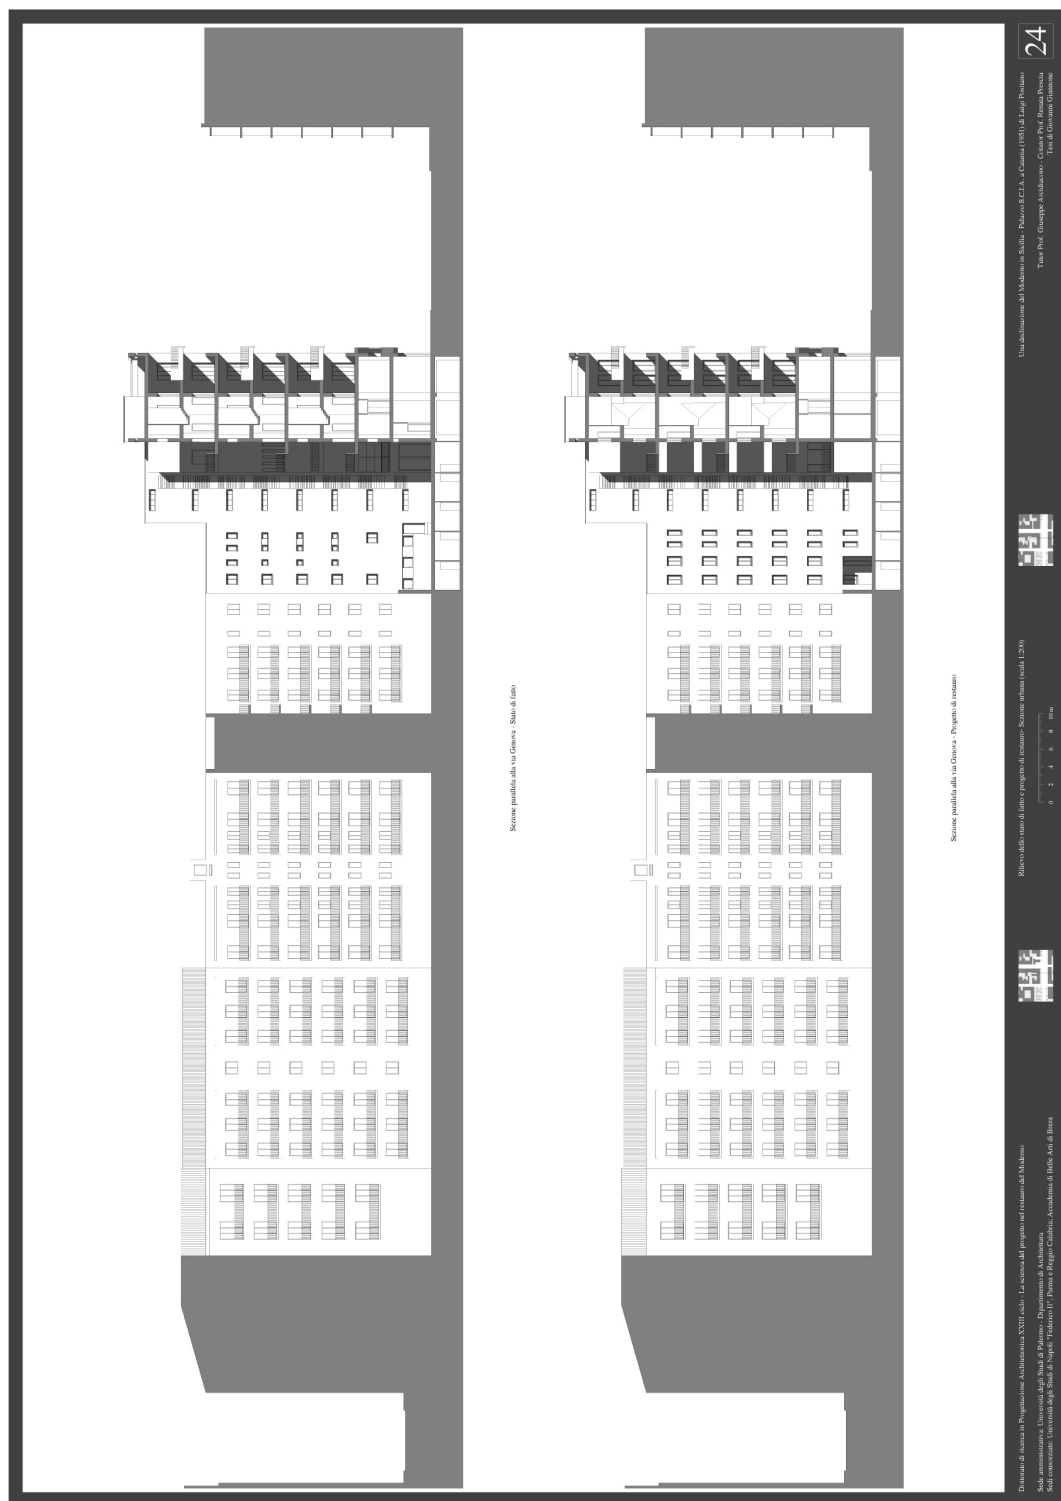 Sezione parallela alla via Genova - Stato di fatto
Sezione parallela alla via Genova - Progetto di restauro
Dottorato di ricerca in Progettazione Architettonica XXIII ciclo - La scienza del progetto nel restauro del Moderno
Sede amministrativa: Università degli Studi di Palermo - Dipartimento di Architettura
Sedi consorziate: Università degli Studi di Napoli "Federico II", Parma e Reggio Calabria; Accademia di Belle Arti di Brera
Rilievo dello stato di fatto e progetto di restauro- Sezione urbana (scala 1:200)
0 2 4 6 8 10 m
Una declinazione del Moderno in Sicilia - Palazzo S.C.I.A. a Catania (1951) di Luigi Positano
Tutor Prof. Giuseppe Arcidiacono - Cotutor Prof. Renata Prescia
Tesi di Giovanni Giannone
24